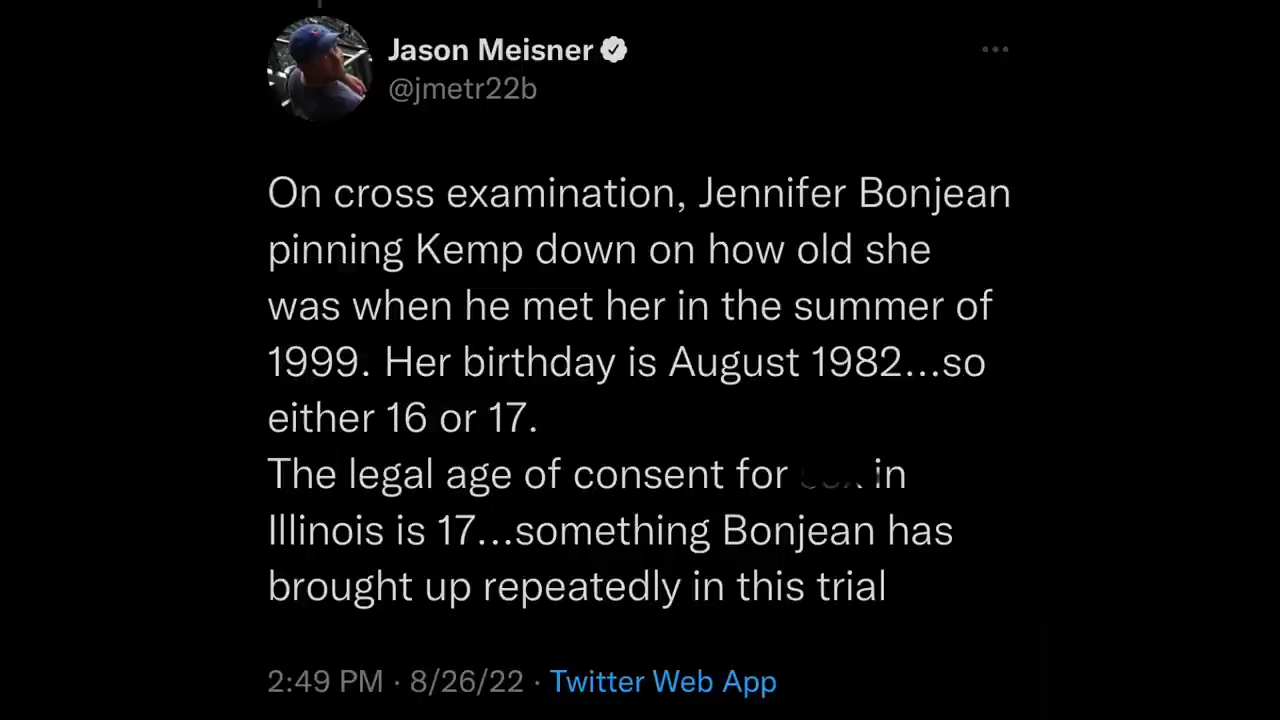 Jason Meisner
@jmetr22b
On cross examination, Jennifer Bonjean
pinning Kemp down on how old she
was when he met her in the summer of
1999. Her birthday is August 1982...so
either 16 or 17.
The legal age of consent for in
Illinois is 17...something Bonjean has
brought up repeatedly in this trial
2:49 PM · 8/26/22 · Twitter Web App